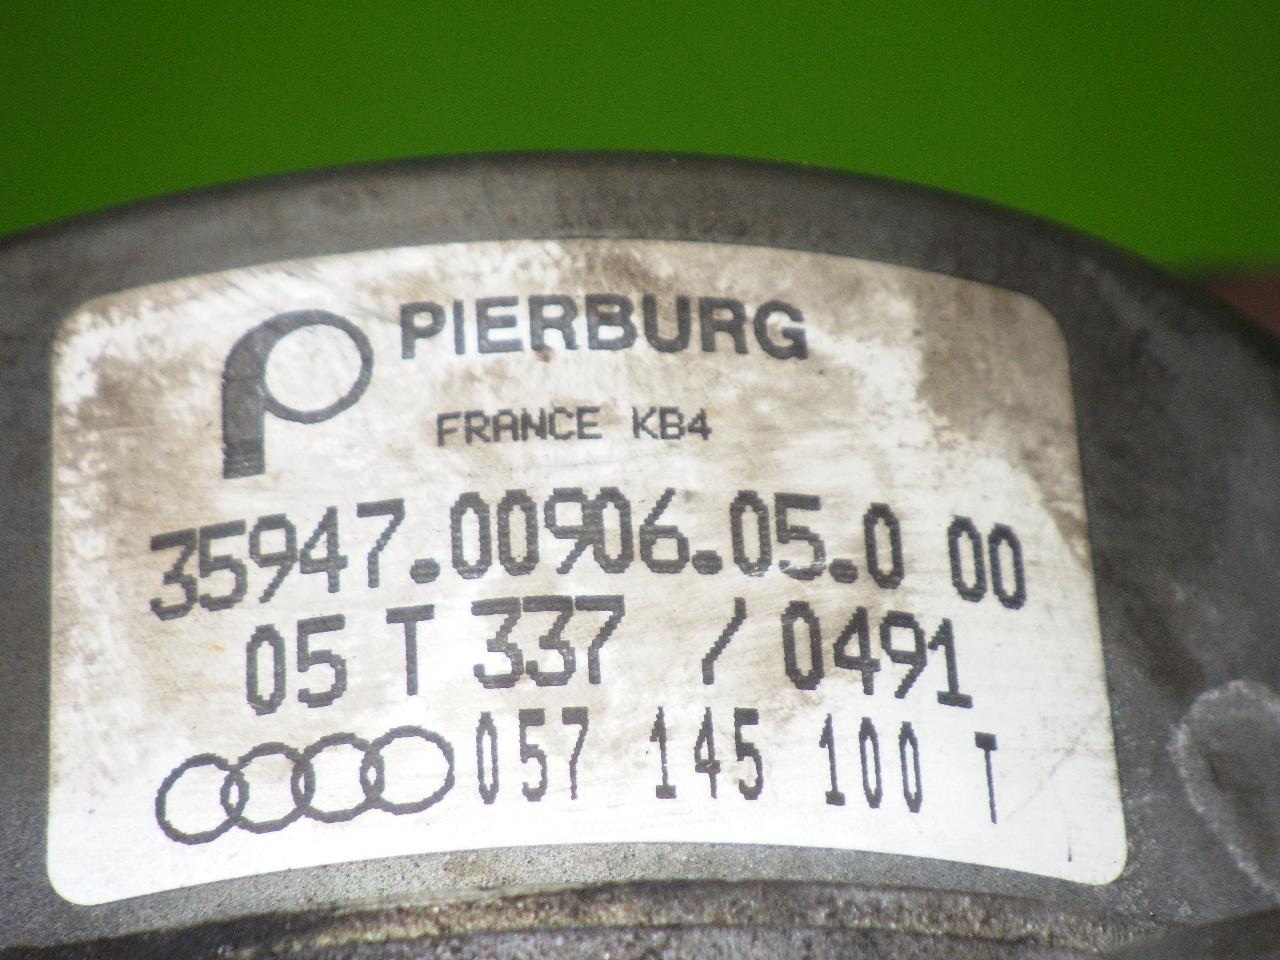 PIERBURG
FRANCE KB4
35947.00906.05.0 00
05 T 337 / 0491
057 145 100 T